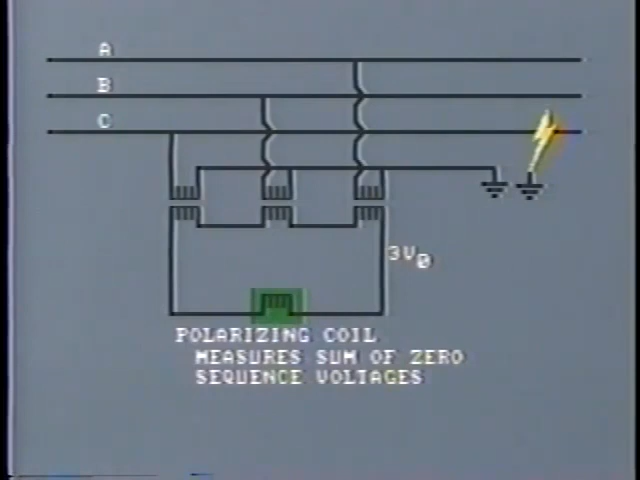 A
B
C
3V0
POLARIZING COIL
MEASURES SUM OF ZERO
SEQUENCE VOLTAGES